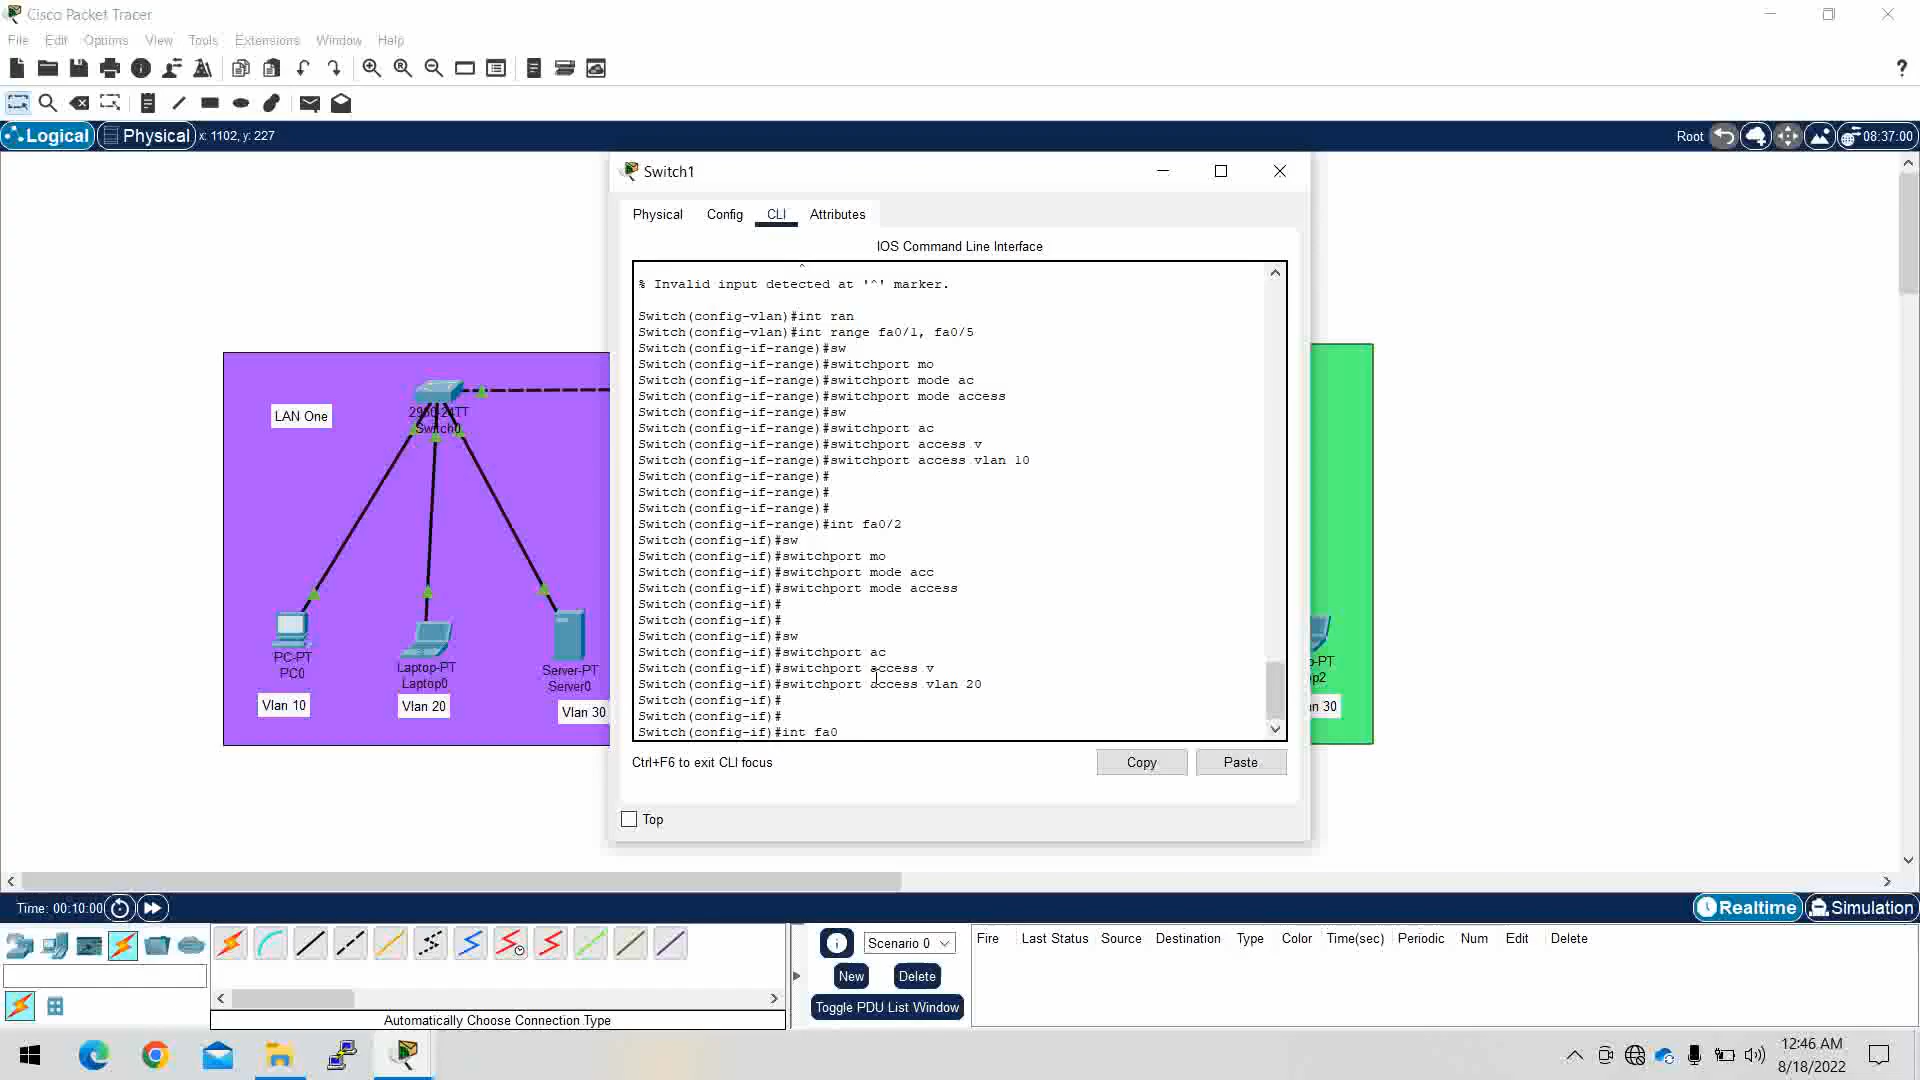 Cisco Packet Tracer
File Edit Options View Tools Extensions Window Help
?
Logical Physical x: 1102, y: 227
Root 08:37:00
Switch1
Physical Config CLI Attributes
IOS Command Line Interface
^
% Invalid input detected at '^' marker.
Switch(config-vlan)#int ran
Switch(config-vlan)#int range fa0/1, fa0/5
Switch(config-if-range)#sw
Switch(config-if-range)#switchport mo
Switch(config-if-range)#switchport mode ac
Switch(config-if-range)#switchport mode access
Switch(config-if-range)#sw
Switch(config-if-range)#switchport ac
Switch(config-if-range)#switchport access v
Switch(config-if-range)#switchport access vlan 10
Switch(config-if-range)#
Switch(config-if-range)#
Switch(config-if-range)#
Switch(config-if-range)#int fa0/2
Switch(config-if)#sw
Switch(config-if)#switchport mo
Switch(config-if)#switchport mode acc
Switch(config-if)#switchport mode access
Switch(config-if)#
Switch(config-if)#
Switch(config-if)#sw
Switch(config-if)#switchport ac
Switch(config-if)#switchport access v
Switch(config-if)#switchport access vlan 20
Switch(config-if)#
Switch(config-if)#
Switch(config-if)#int fa0
Ctrl+F6 to exit CLI focus
Copy Paste
Top
LAN One
2960-24TT
Switch0
PC-PT
PC0
Vlan 10
Laptop-PT
Laptop0
Vlan 20
Server-PT
Server0
Vlan 30
p-PT
p2
n 30
Time: 00:10:00
Realtime Simulation
Scenario 0
New Delete
Toggle PDU List Window
Fire Last Status Source Destination Type Color Time(sec) Periodic Num Edit Delete
Automatically Choose Connection Type
12:46 AM
8/18/2022